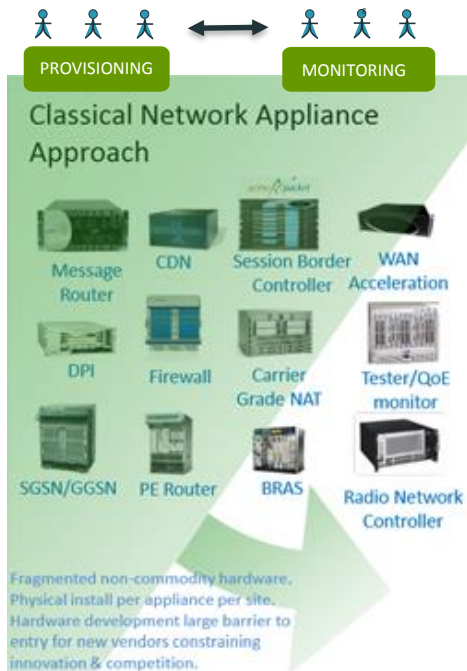 PROVISIONING
MONITORING
Classical Network Appliance
Approach
acme packet
Message
Router
CDN
Session Border
Controller
WAN
Acceleration
DPI
Firewall
Carrier
Grade NAT
Tester/QoE
monitor
SGSN/GGSN
PE Router
BRAS
Radio Network
Controller
Fragmented non-commodity hardware.
Physical install per appliance per site.
Hardware development large barrier to
entry for new vendors constraining
innovation & competition.